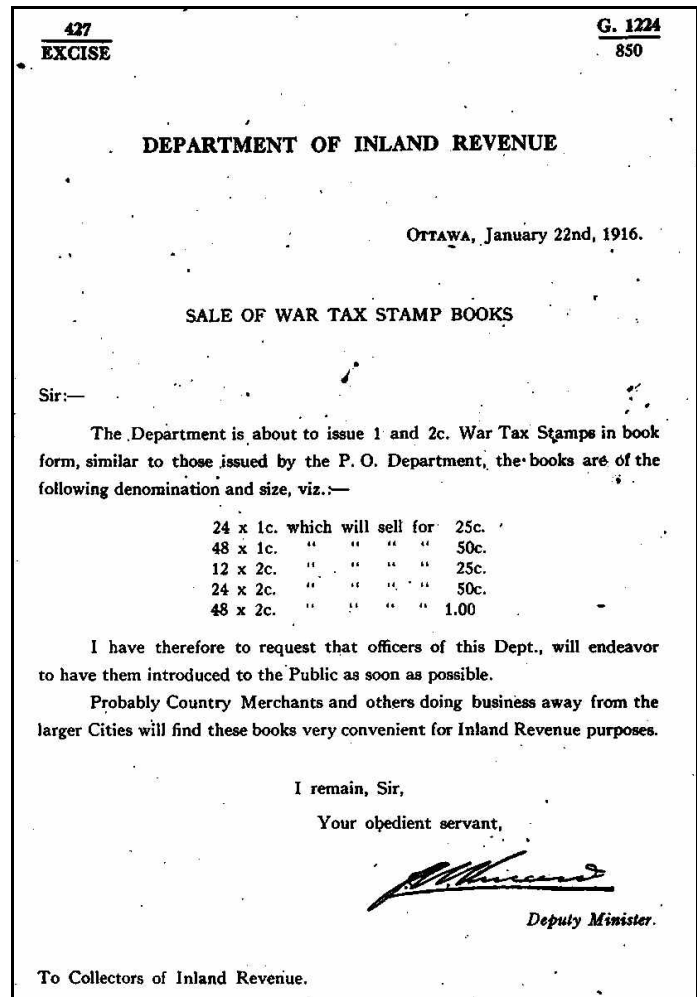 427
EXCISE
G. 1224
850
DEPARTMENT OF INLAND REVENUE
OTTAWA, January 22nd, 1916.
SALE OF WAR TAX STAMP BOOKS
Sir:—
The Department is about to issue 1 and 2c. War Tax Stamps in book
form, similar to those issued by the P. O. Department, the books are of the
following denomination and size, viz.:—
24 x 1c. which will sell for 25c.
48 x 1c. " " " " 50c.
12 x 2c. " " " " 25c.
24 x 2c. " " " " 50c.
48 x 2c. " " " " 1.00
I have therefore to request that officers of this Dept., will endeavor
to have them introduced to the Public as soon as possible.
Probably Country Merchants and others doing business away from the
larger Cities will find these books very convenient for Inland Revenue purposes.
I remain, Sir,
Your obedient servant,
Deputy Minister.
To Collectors of Inland Revenue.